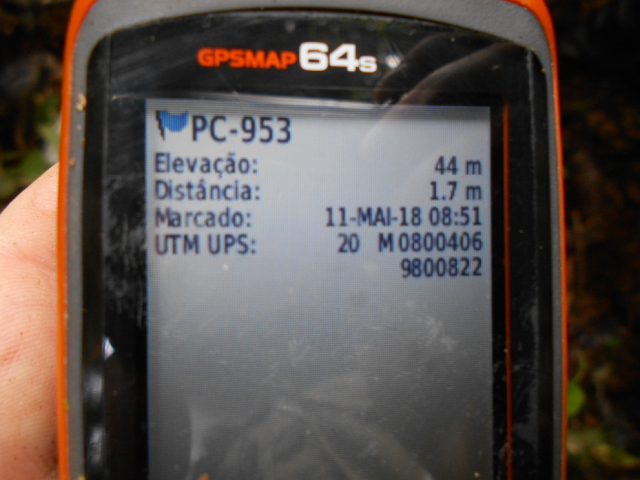 GPSMAP 64s
PC-953
Elevação: 44 m
Distância: 1.7 m
Marcado: 11-MAI-18 08:51
UTM UPS: 20 M 0800406
9800822